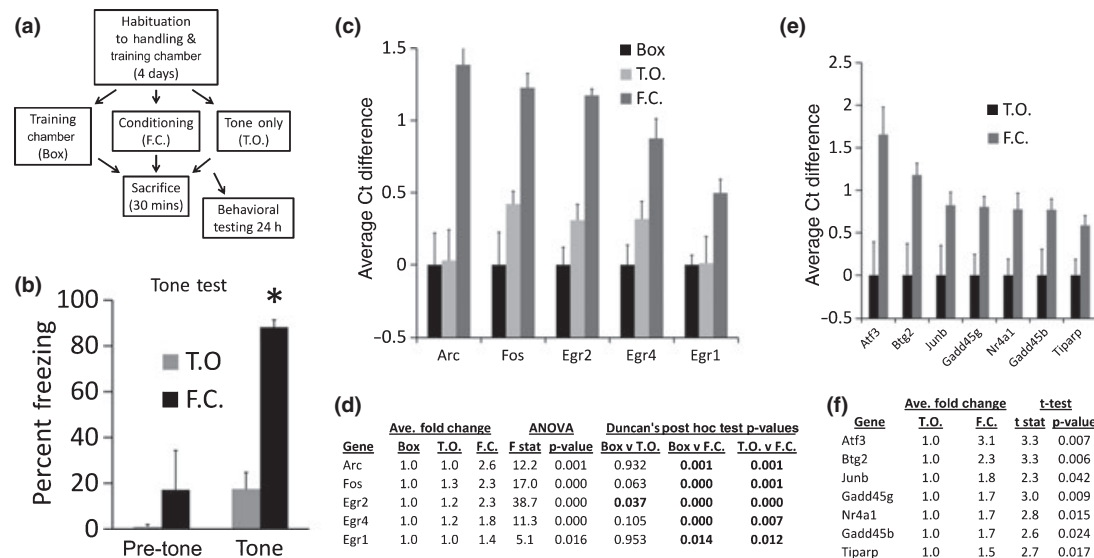 (a)
Habituation
to handling &
training chamber
(4 days)
Training
chamber
(Box)
Conditioning
(F.C.)
Tone only
(T.O.)
Sacrifice
(30 mins)
Behavioral
testing 24 h
(b)
Tone test
Percent freezing
100
80
60
40
20
0
*
T.O
F.C.
Pre-tone Tone
(c)
Average Ct difference
1.5
1.0
0.5
0
−0.5
Box
T.O.
F.C.
Arc Fos Egr2 Egr4 Egr1
(d)
Ave. fold change ANOVA Duncan's post hoc test p-values
Gene Box T.O. F.C. F stat p-value Box v T.O. Box v F.C. T.O. v F.C.
Arc 1.0 1.0 2.6 12.2 0.001 0.932 0.001 0.001
Fos 1.0 1.3 2.3 17.0 0.000 0.063 0.000 0.001
Egr2 1.0 1.2 2.3 38.7 0.000 0.037 0.000 0.000
Egr4 1.0 1.2 1.8 11.3 0.000 0.105 0.000 0.007
Egr1 1.0 1.0 1.4 5.1 0.016 0.953 0.014 0.012
(e)
Average Ct difference
2.5
2
1.5
1
0.5
0
−0.5
T.O.
F.C.
Atf3 Btg2 Junb Gadd45g Nr4a1 Gadd45b Tiparp
(f)
Ave. fold change t-test
Gene T.O. F.C. t stat p-value
Atf3 1.0 3.1 3.3 0.007
Btg2 1.0 2.3 3.3 0.006
Junb 1.0 1.8 2.3 0.042
Gadd45g 1.0 1.7 3.0 0.009
Nr4a1 1.0 1.7 2.8 0.015
Gadd45b 1.0 1.7 2.6 0.024
Tiparp 1.0 1.5 2.7 0.017